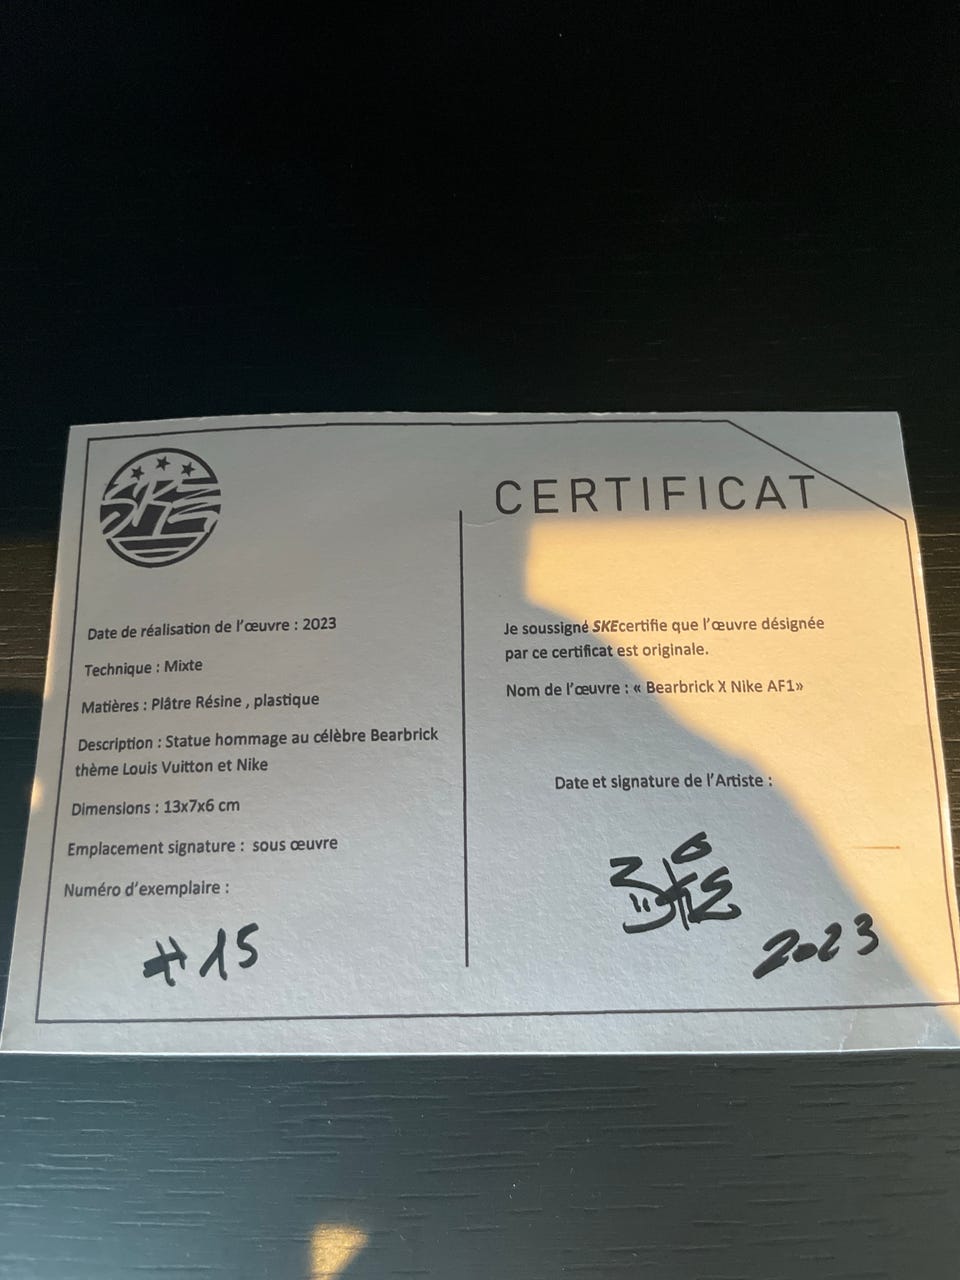 SKE
Date de réalisation de l'œuvre : 2023
Technique : Mixte
Matières : Plâtre Résine , plastique
Description : Statue hommage au célèbre Bearbrick
thème Louis Vuitton et Nike
Dimensions : 13x7x6 cm
Emplacement signature : sous œuvre
Numéro d'exemplaire :
#15
CERTIFICAT
Je soussigné SKEcertifie que l'œuvre désignée
par ce certificat est originale.
Nom de l'œuvre : « Bearbrick X Nike AF1»
Date et signature de l'Artiste :
2023